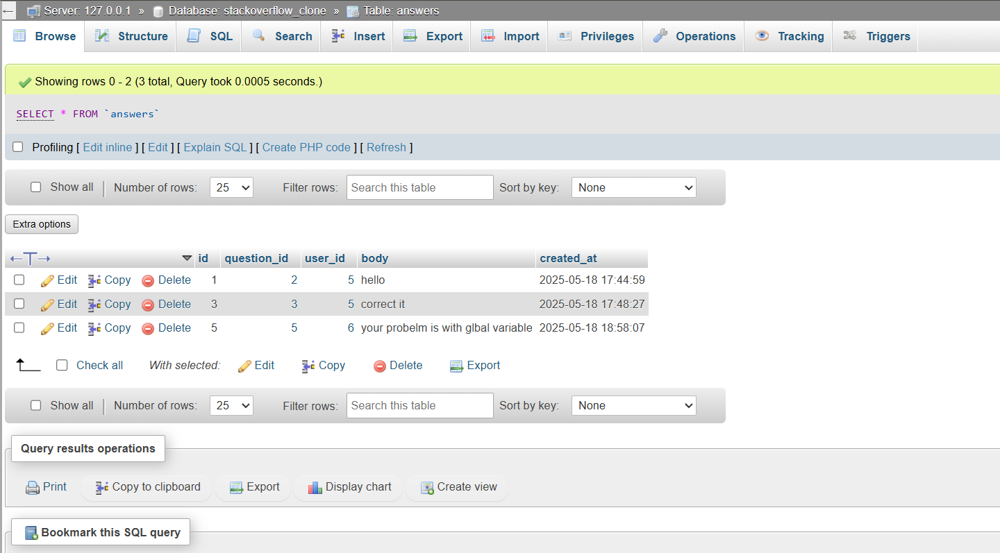 Server: 127.0.0.1 » Database: stackoverflow_clone » Table: answers
Browse Structure SQL Search Insert Export Import Privileges Operations Tracking Triggers
Showing rows 0 - 2 (3 total, Query took 0.0005 seconds.)
SELECT * FROM `answers`
Profiling [ Edit inline ] [ Edit ] [ Explain SQL ] [ Create PHP code ] [ Refresh ]
Show all Number of rows: 25 Filter rows: Search this table Sort by key: None
Extra options
←T→ id question_id user_id body created_at
Edit Copy Delete 1 2 5 hello 2025-05-18 17:44:59
Edit Copy Delete 3 3 5 correct it 2025-05-18 17:48:27
Edit Copy Delete 5 5 6 your probelm is with glbal variable 2025-05-18 18:58:07
Check all With selected: Edit Copy Delete Export
Show all Number of rows: 25 Filter rows: Search this table Sort by key: None
Query results operations
Print Copy to clipboard Export Display chart Create view
Bookmark this SQL query